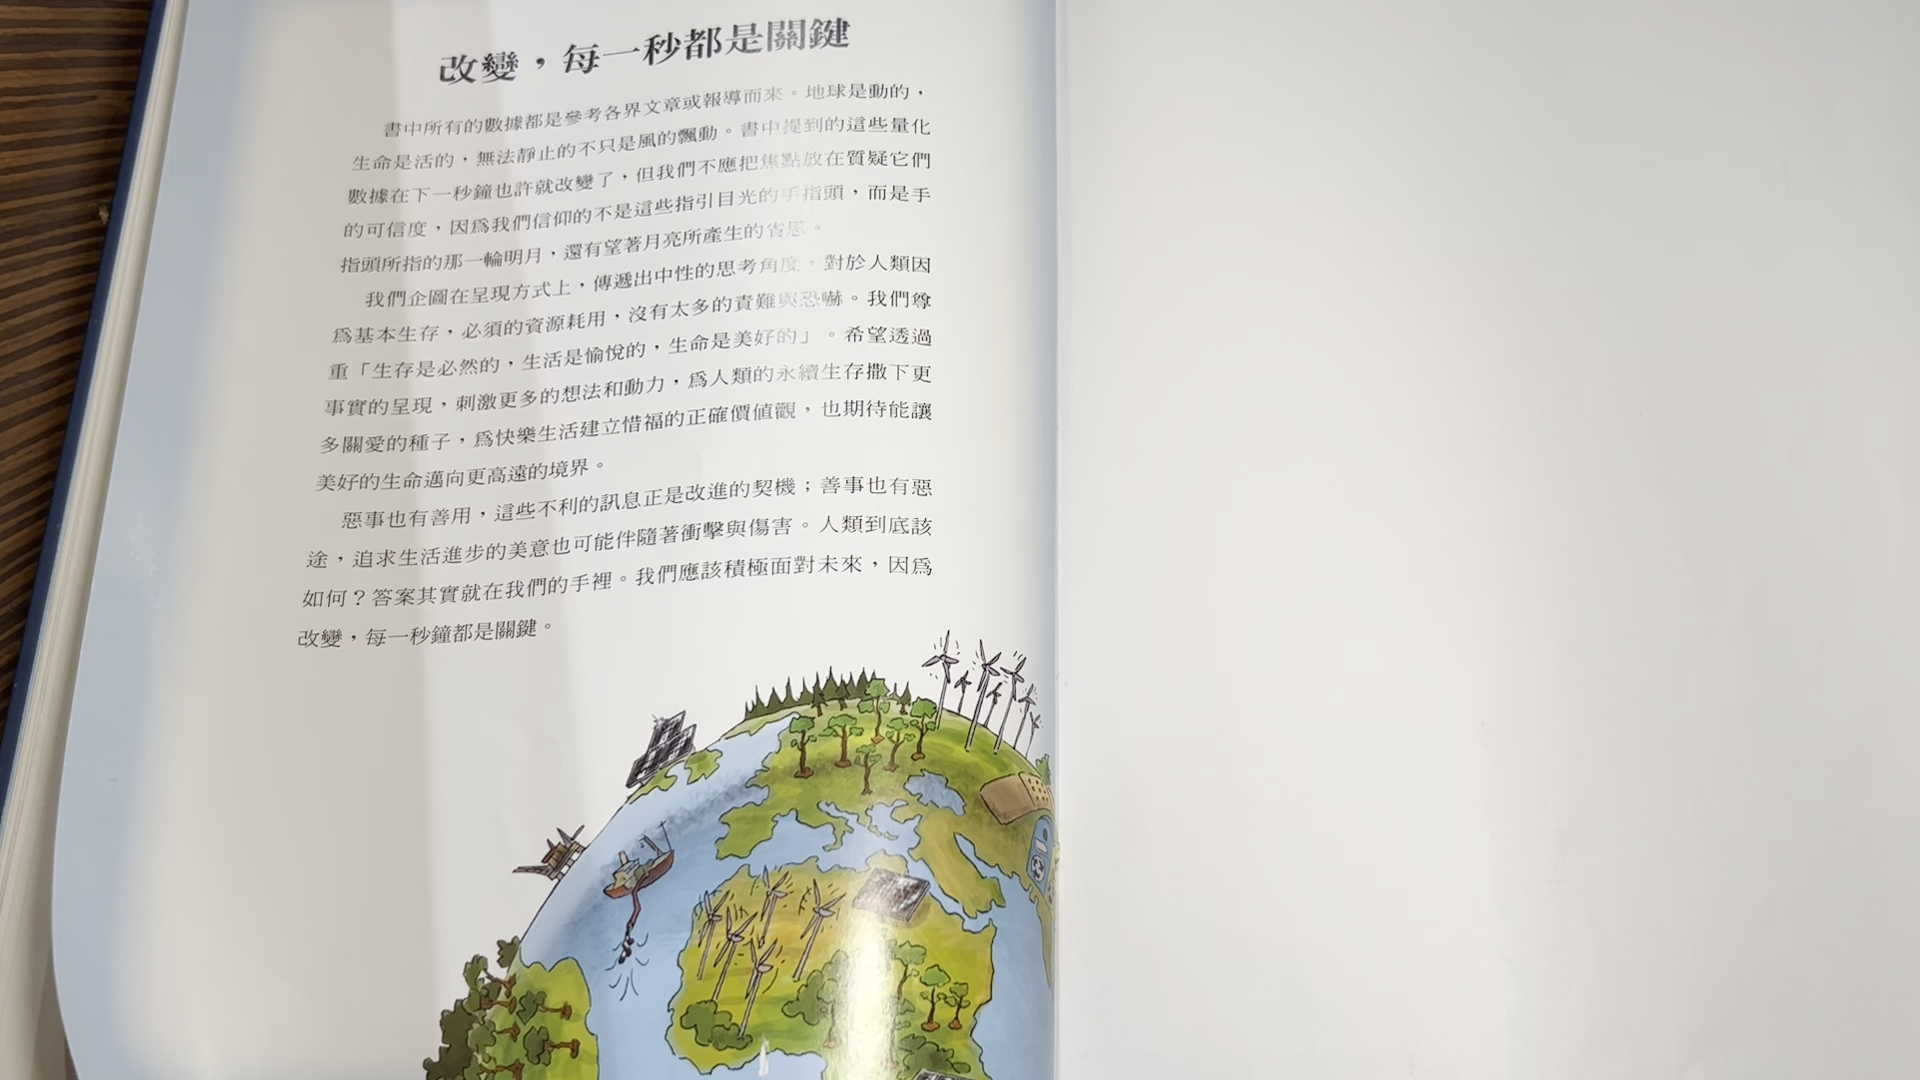 改變，每一秒都是關鍵
書中所有的數據都是參考各界文章或報導而來。地球是動的，
生命是活的，無法靜止的不只是風的飄動。書中提到的這些量化
數據在下一秒鐘也許就改變了，但我們不應把焦點放在質疑它們
的可信度，因為我們信仰的不是這些指引目光的手指頭，而是手
指頭所指的那一輪明月，還有望著月亮所產生的省思。
我們企圖在呈現方式上，傳遞出中性的思考角度、對於人類因
為基本生存，必須的資源耗用，沒有太多的責難與恐嚇。我們尊
重「生存是必然的，生活是愉悅的，生命是美好的」。希望透過
事實的呈現，刺激更多的想法和動力，為人類的永續生存撒下更
多關愛的種子，為快樂生活建立惜福的正確價值觀，也期待能讓
美好的生命邁向更高遠的境界。
惡事也有善用，這些不利的訊息正是改進的契機；善事也有惡
途，追求生活進步的美意也可能伴隨著衝擊與傷害。人類到底該
如何？答案其實就在我們的手裡。我們應該積極面對未來，因為
改變，每一秒鐘都是關鍵。